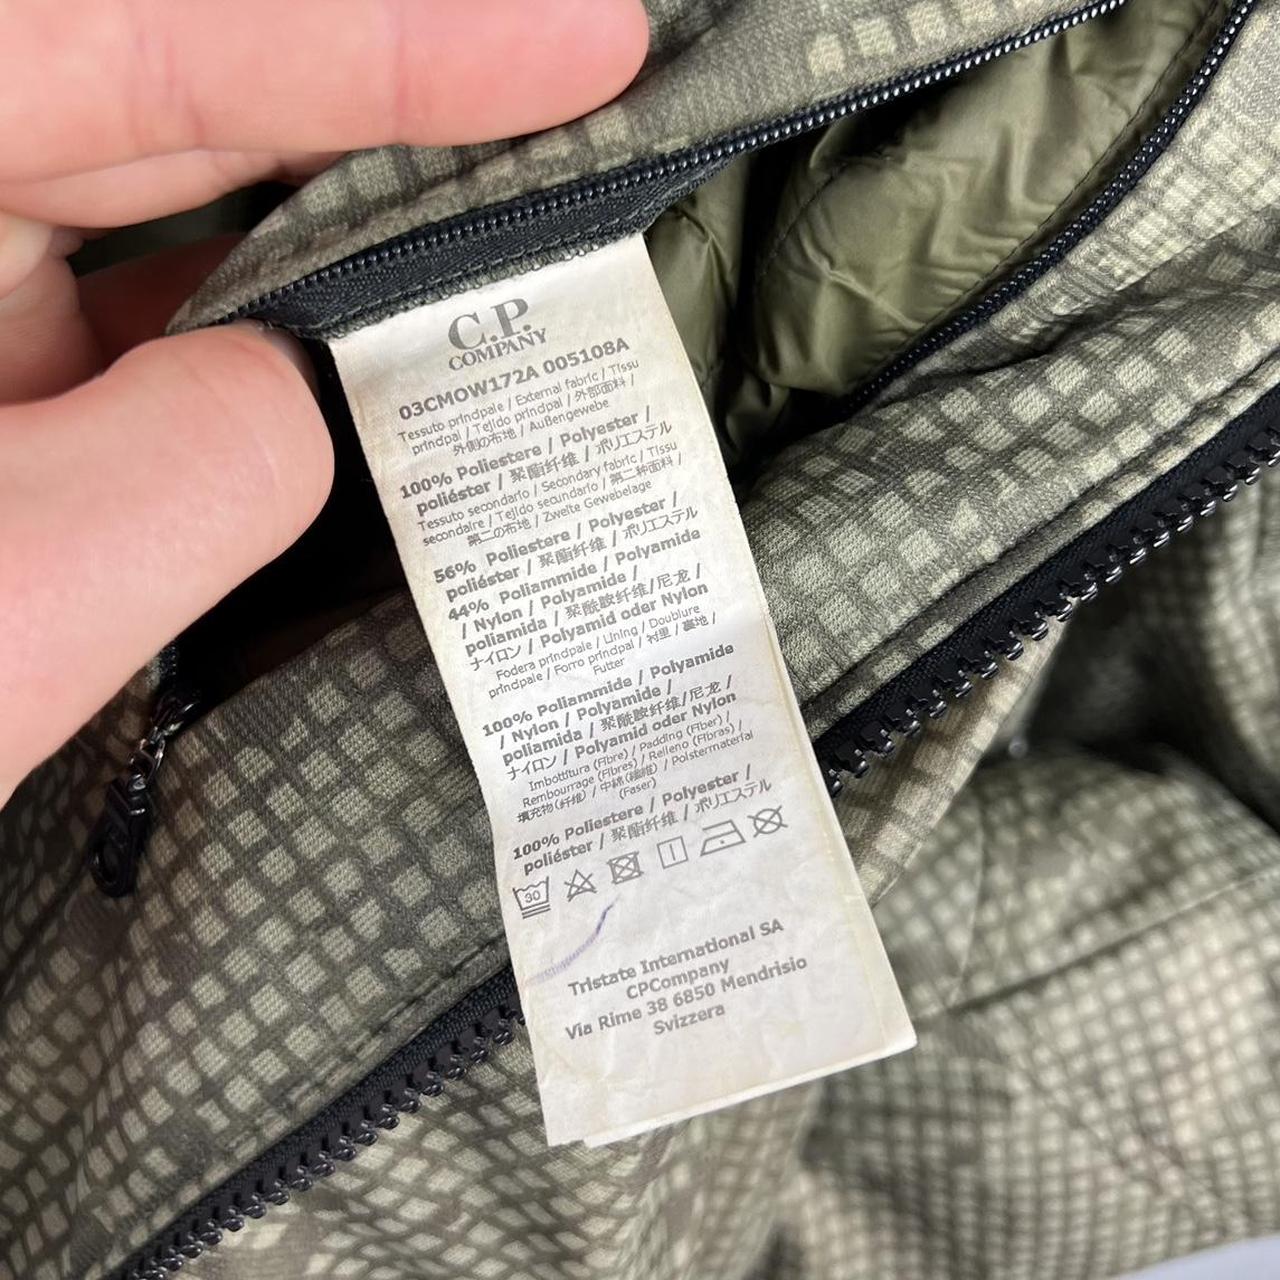 C.P.
COMPANY
03CMOW172A 005108A
Tessuto principale / External fabric / Tissu
principal / Tejido principal / 外部面料 /
外側の布地 / Außengewebe
100% Poliestere / Polyester /
poliéster / 聚酯纤维 / ポリエステル
Tessuto secondario / Secondary fabric / Tissu
secondaire / Tejido secundario / 第二种面料 /
第二の布地 / Zweite Gewebelage
56% Poliestere / Polyester /
poliéster / 聚酯纤维 / ポリエステル
44% Poliammide / Polyamide
/ Nylon / Polyamide /
poliamida / 聚酰胺纤维/尼龙 /
ナイロン / Polyamid oder Nylon
Fodera principale / Lining / Doublure
principale / Forro principal / 衬里 / 裏地 /
Futter
100% Poliammide / Polyamide
/ Nylon / Polyamide /
poliamida / 聚酰胺纤维/尼龙 /
ナイロン / Polyamid oder Nylon
Imbottitura (Fibre) / Padding (Fiber) /
Rembourrage (Fibres) / Relleno (Fibras) /
填充物(纤维) / 中綿(繊維) / Polstermaterial
(Faser)
100% Poliestere / Polyester /
poliéster / 聚酯纤维 / ポリエステル
30
Tristate International SA
CPCompany
Via Rime 38 6850 Mendrisio
Svizzera